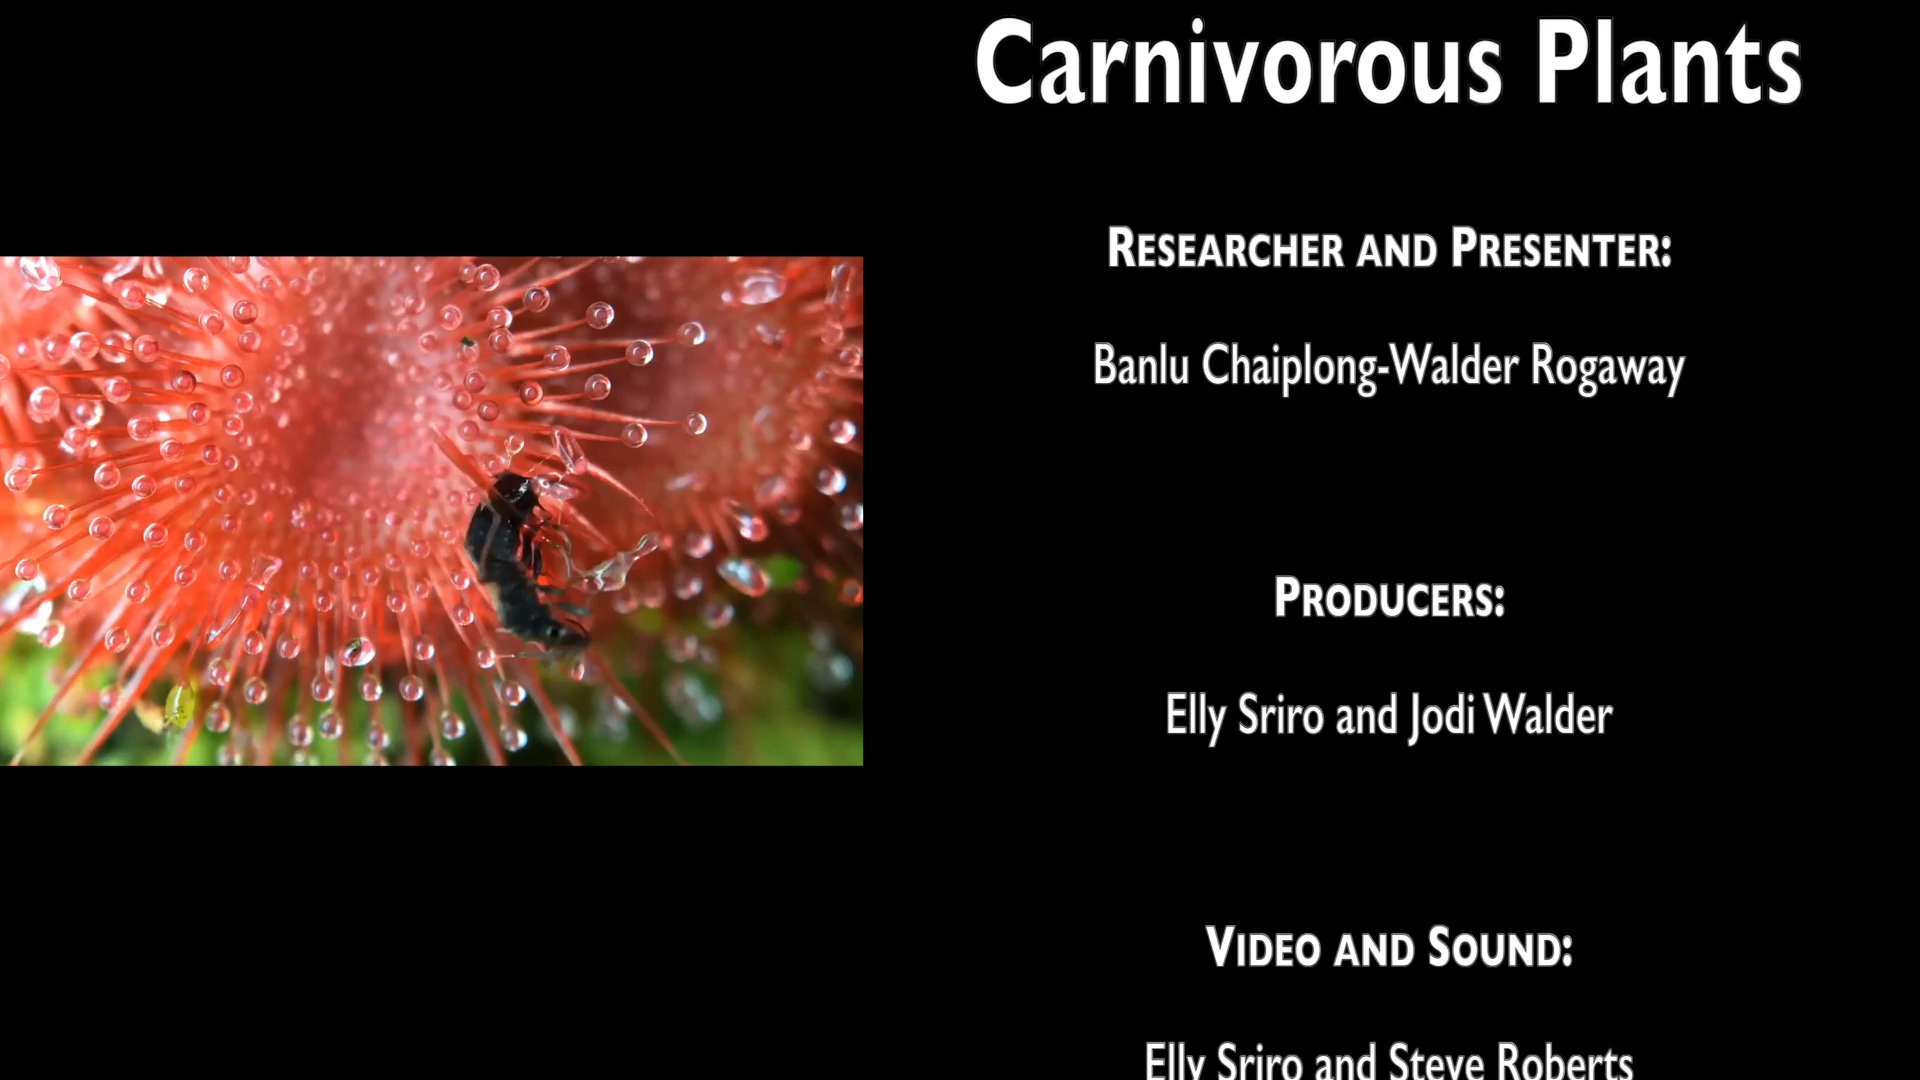 Carnivorous Plants
Researcher and Presenter:
Banlu Chaiplong-Walder Rogaway
Producers:
Elly Sriro and Jodi Walder
Video and Sound:
Elly Sriro and Steve Roberts